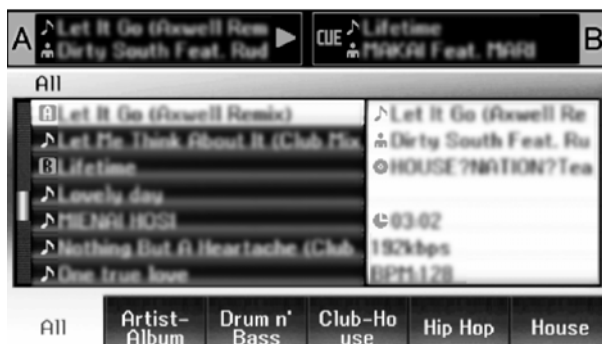 A
Let It Go (Axwell Rem
Dirty South Feat. Rud
CUE
Lifetime
MAKAI Feat. MARI
B
All
A Let It Go (Axwell Remix)
Let Me Think About It (Club Mix
B Lifetime
Lovely day
MIENAI HOSI
Nothing But A Heartache (Club
One true love
Let It Go (Axwell Re
Dirty South Feat. Ru
HOUSE?NATION?Tea
03:02
192kbps
BPM:128
All
Artist-
Album
Drum n'
Bass
Club-Ho
use
Hip Hop
House